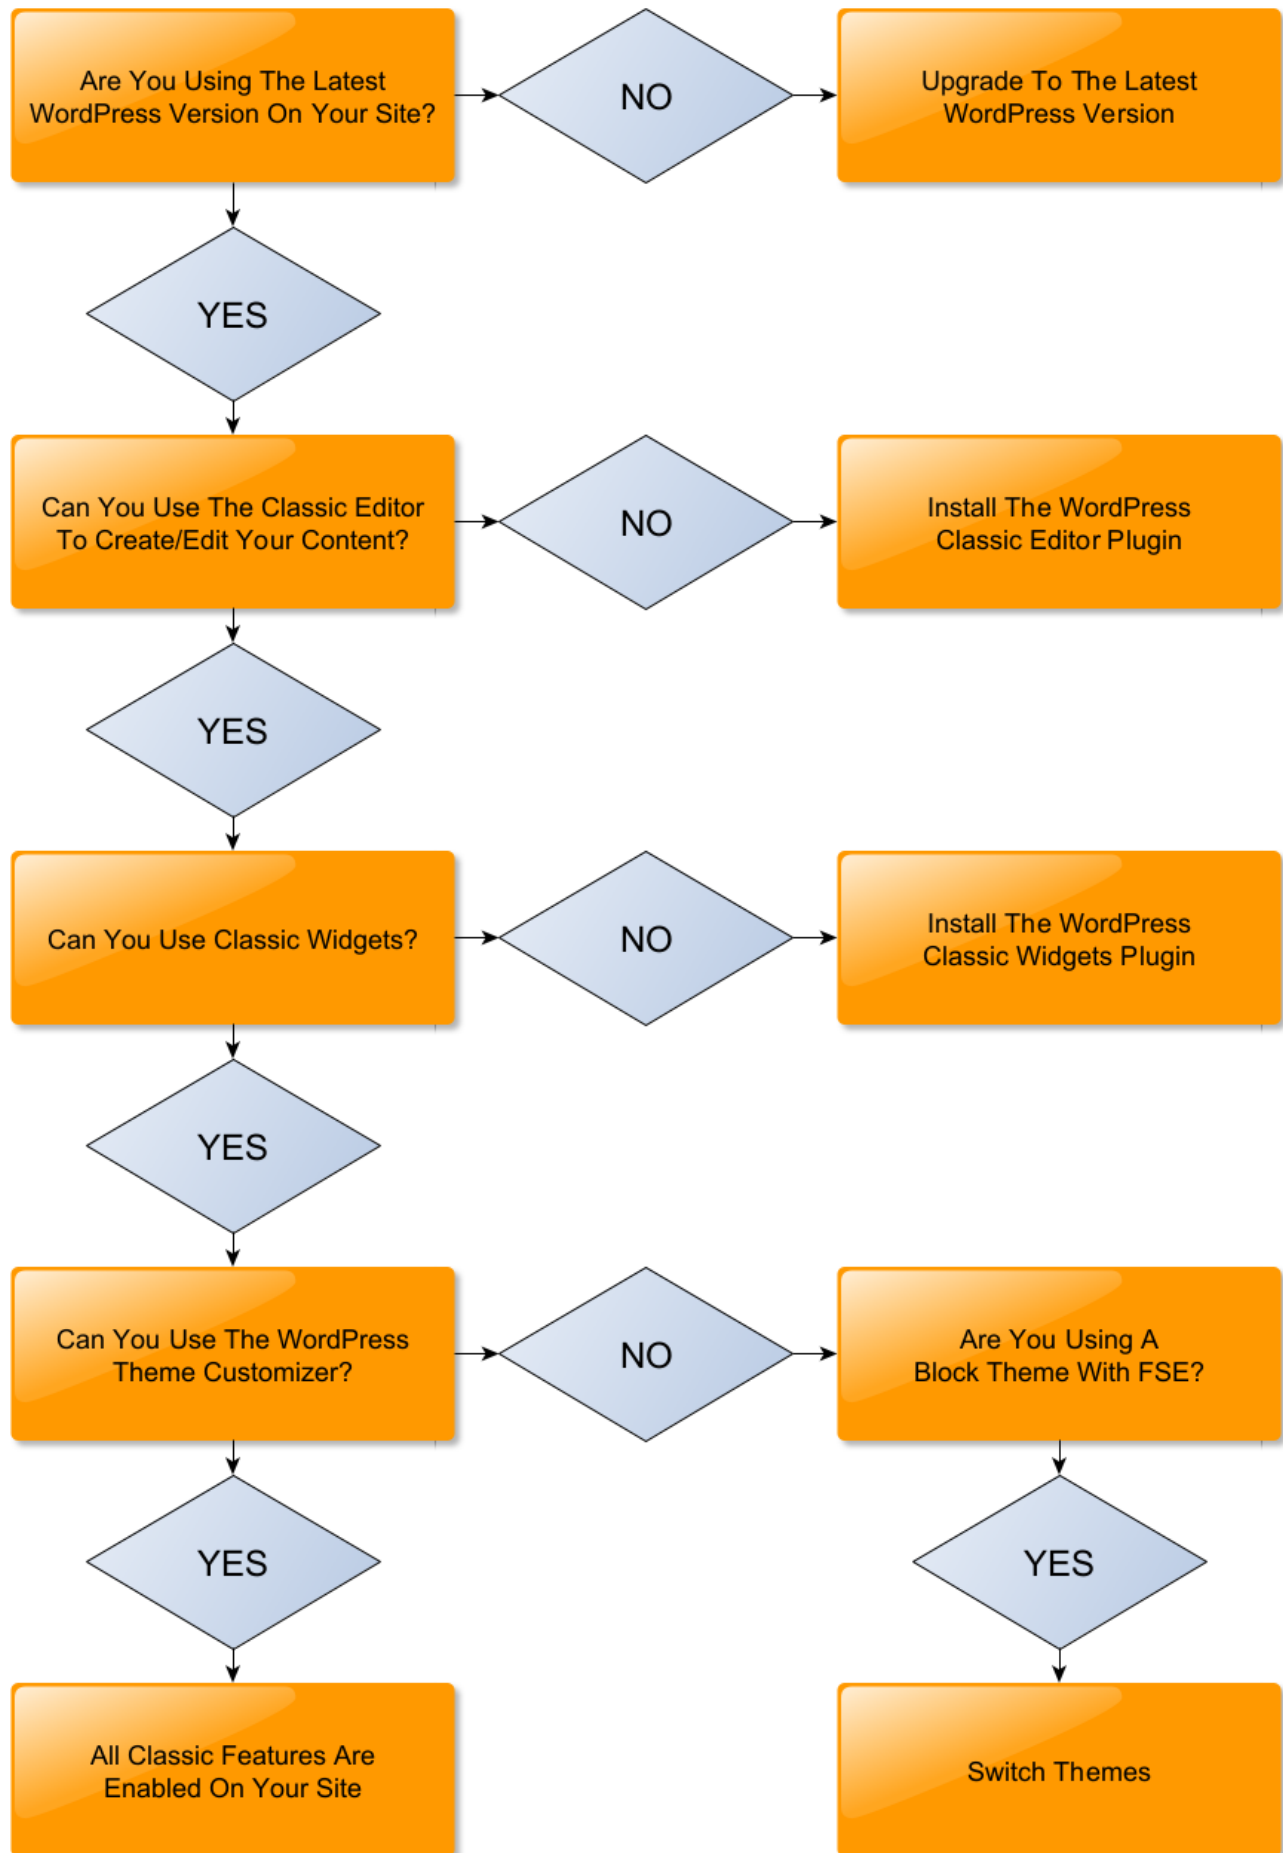 Are You Using The Latest
WordPress Version On Your Site?
NO
Upgrade To The Latest
WordPress Version
YES
Can You Use The Classic Editor
To Create/Edit Your Content?
NO
Install The WordPress
Classic Editor Plugin
YES
Can You Use Classic Widgets?
NO
Install The WordPress
Classic Widgets Plugin
YES
Can You Use The WordPress
Theme Customizer?
NO
Are You Using A
Block Theme With FSE?
YES
YES
All Classic Features Are
Enabled On Your Site
Switch Themes